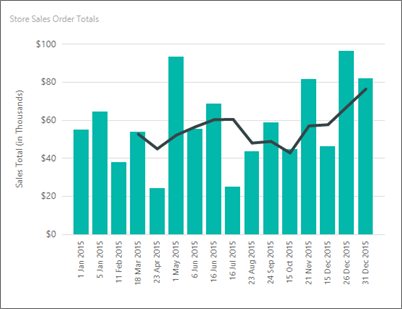 Store Sales Order Totals
Sales Total (in Thousands)
$100
$80
$60
$40
$20
$0
1 Jan 2015
5 Jan 2015
11 Feb 2015
18 Mar 2015
23 Apr 2015
1 May 2015
6 Jun 2015
16 Jun 2015
16 Jul 2015
23 Aug 2015
24 Sep 2015
15 Oct 2015
21 Nov 2015
15 Dec 2015
26 Dec 2015
31 Dec 2015